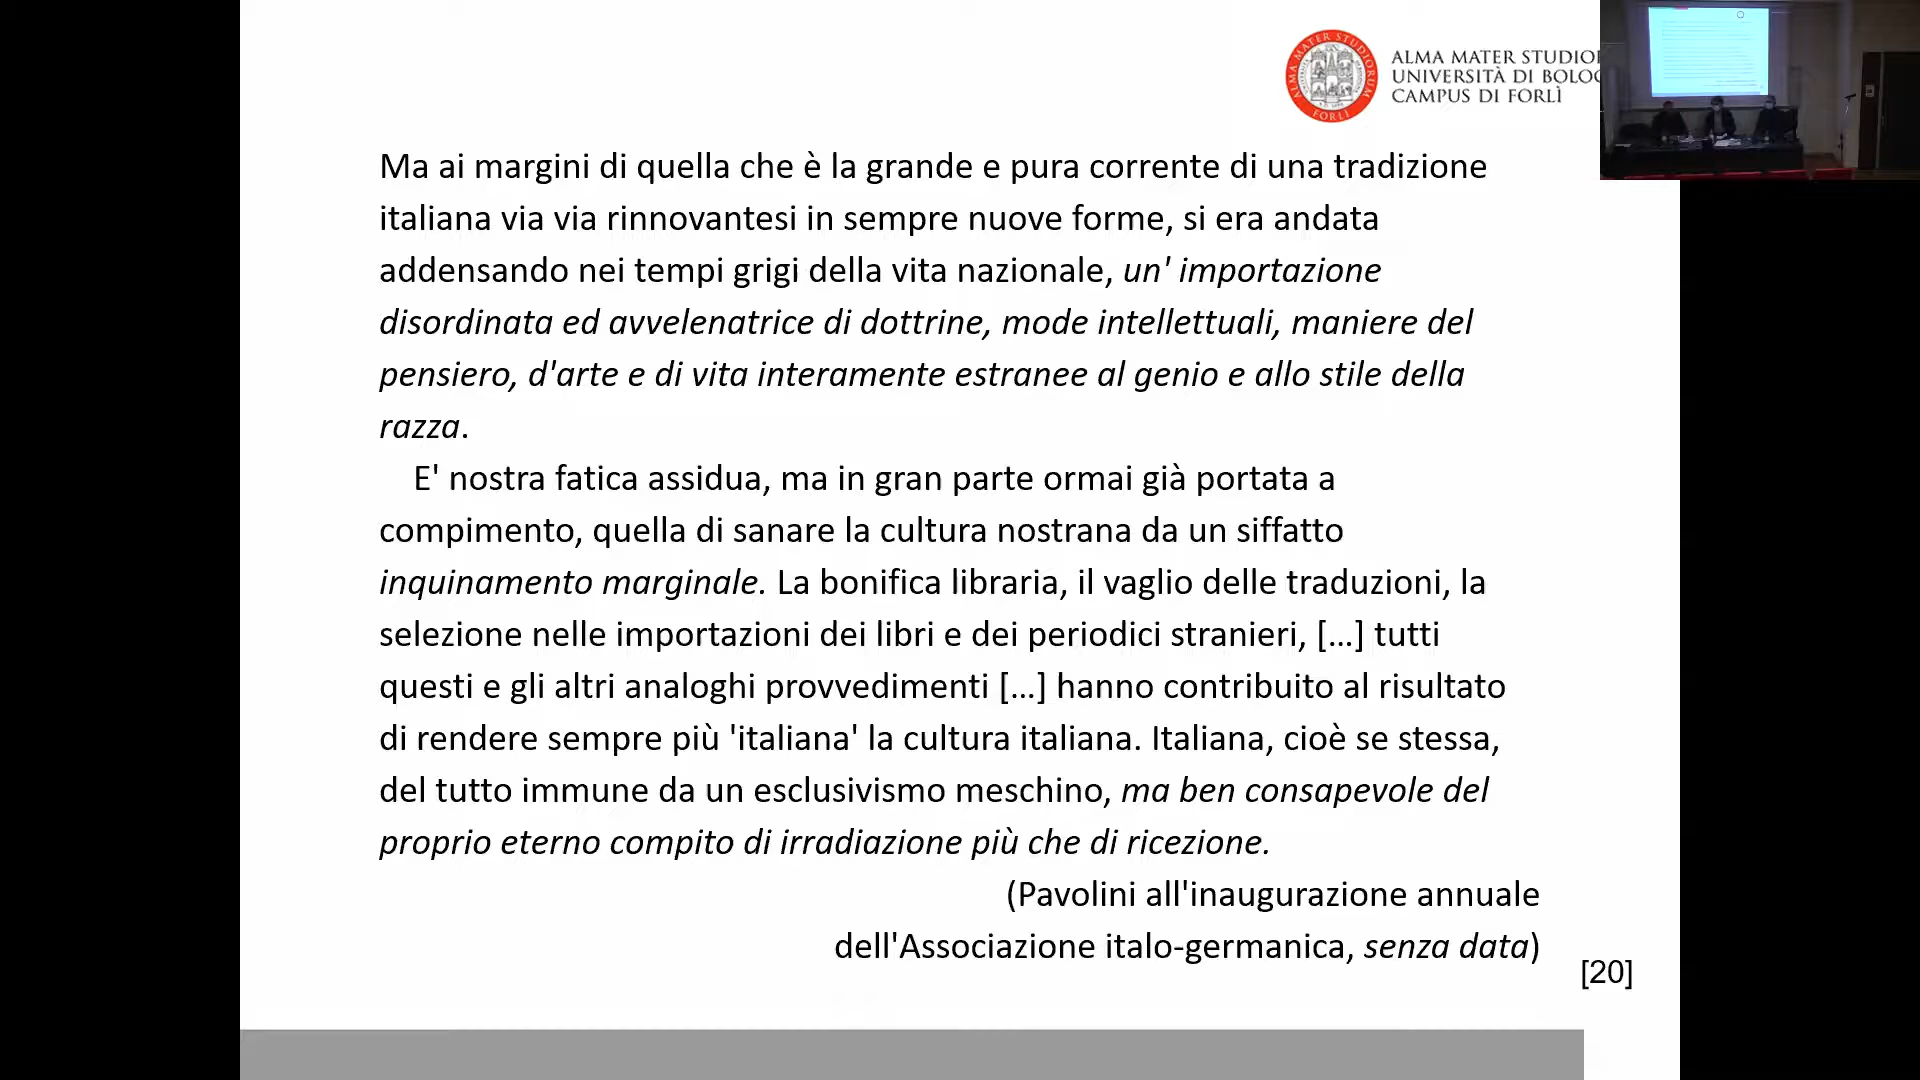 ALMA MATER STUDIORUM
FORLÌ
ALMA MATER STUDIO
UNIVERSITÀ DI BOLO
CAMPUS DI FORLÌ
Ma ai margini di quella che è la grande e pura corrente di una tradizione
italiana via via rinnovantesi in sempre nuove forme, si era andata
addensando nei tempi grigi della vita nazionale, un' importazione
disordinata ed avvelenatrice di dottrine, mode intellettuali, maniere del
pensiero, d'arte e di vita interamente estranee al genio e allo stile della
razza.
E' nostra fatica assidua, ma in gran parte ormai già portata a
compimento, quella di sanare la cultura nostrana da un siffatto
inquinamento marginale. La bonifica libraria, il vaglio delle traduzioni, la
selezione nelle importazioni dei libri e dei periodici stranieri, [...] tutti
questi e gli altri analoghi provvedimenti [...] hanno contribuito al risultato
di rendere sempre più 'italiana' la cultura italiana. Italiana, cioè se stessa,
del tutto immune da un esclusivismo meschino, ma ben consapevole del
proprio eterno compito di irradiazione più che di ricezione.
(Pavolini all'inaugurazione annuale
dell'Associazione italo-germanica, senza data)
[20]